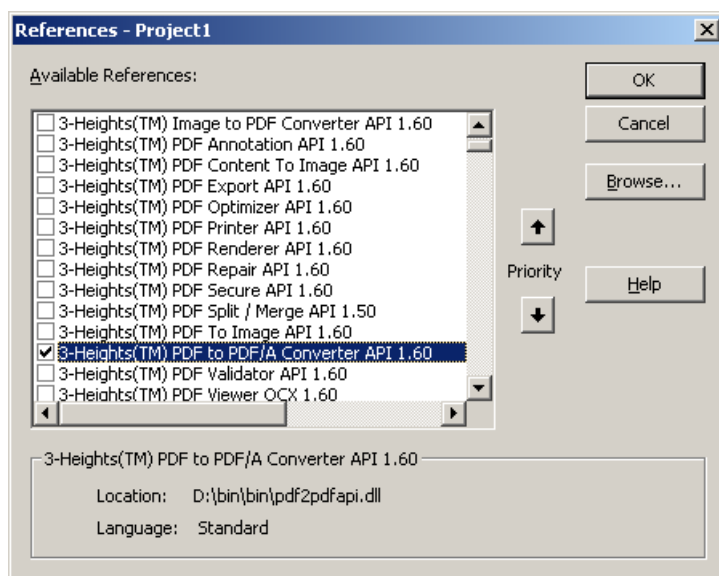 References - Project1
Available References:
3-Heights(TM) Image to PDF Converter API 1.60
3-Heights(TM) PDF Annotation API 1.60
3-Heights(TM) PDF Content To Image API 1.60
3-Heights(TM) PDF Export API 1.60
3-Heights(TM) PDF Optimizer API 1.60
3-Heights(TM) PDF Printer API 1.60
3-Heights(TM) PDF Renderer API 1.60
3-Heights(TM) PDF Repair API 1.60
3-Heights(TM) PDF Secure API 1.60
3-Heights(TM) PDF Split / Merge API 1.50
3-Heights(TM) PDF To Image API 1.60
3-Heights(TM) PDF to PDF/A Converter API 1.60
3-Heights(TM) PDF Validator API 1.60
3-Heights(TM) PDF Viewer OCX 1.60
Priority
OK
Cancel
Browse...
Help
3-Heights(TM) PDF to PDF/A Converter API 1.60
Location: D:\bin\bin\pdf2pdfapi.dll
Language: Standard